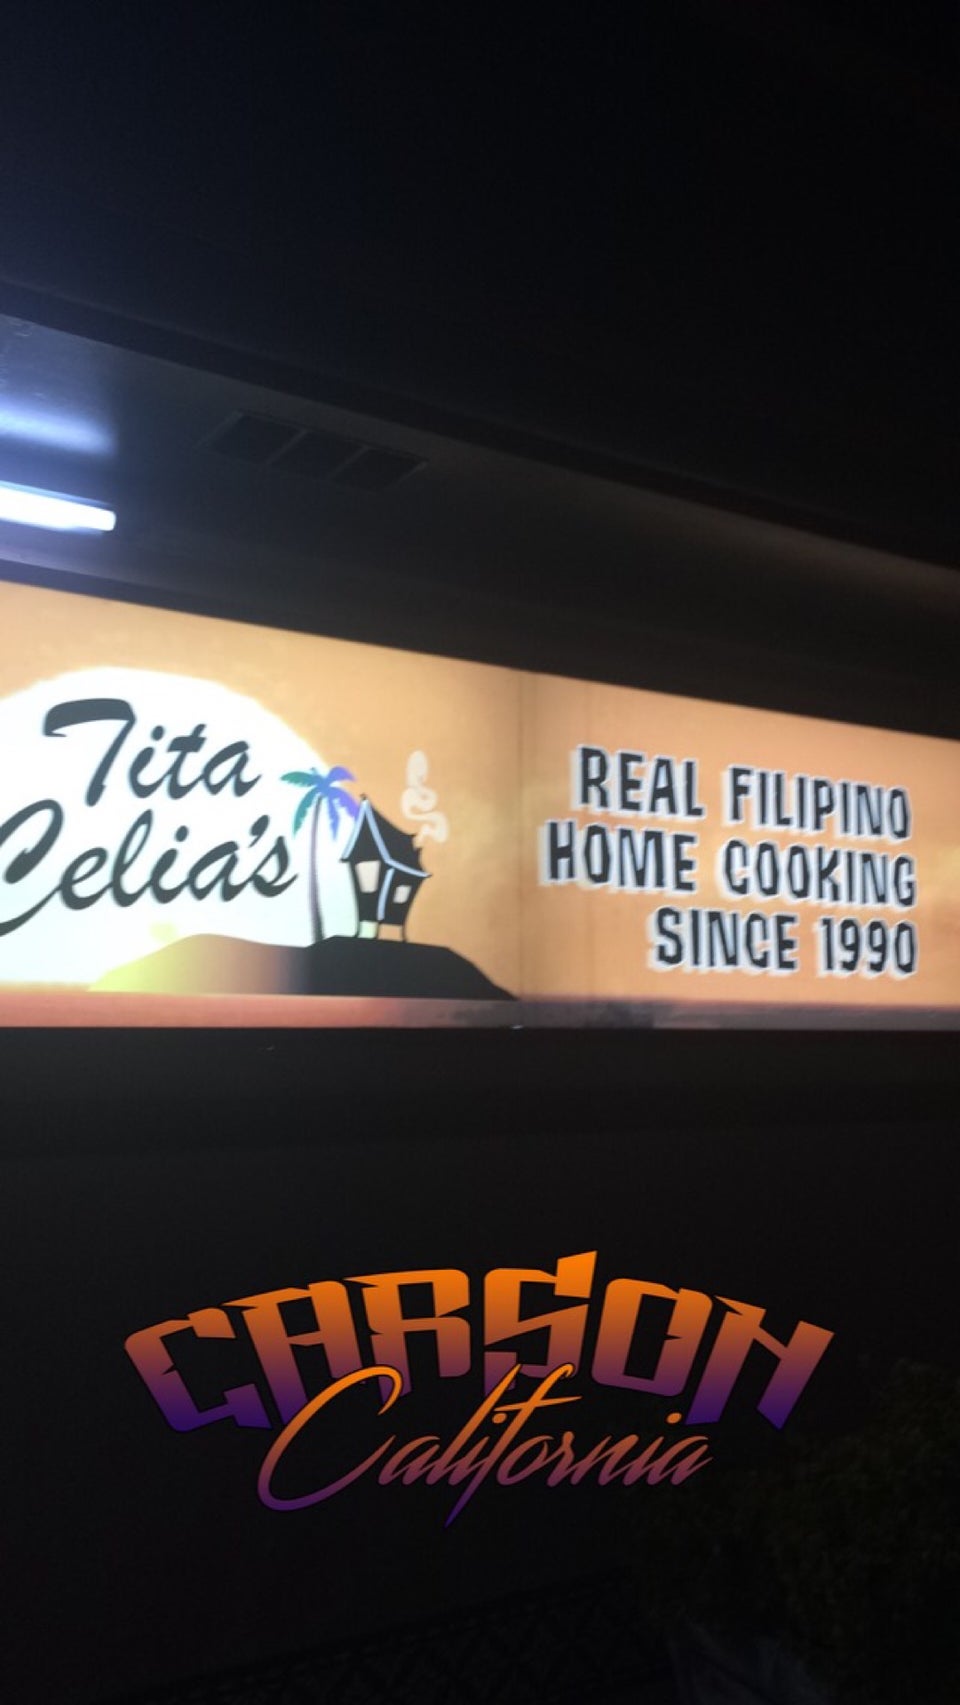 Tita
Celia's
REAL FILIPINO
HOME COOKING
SINCE 1990
CARSON
California